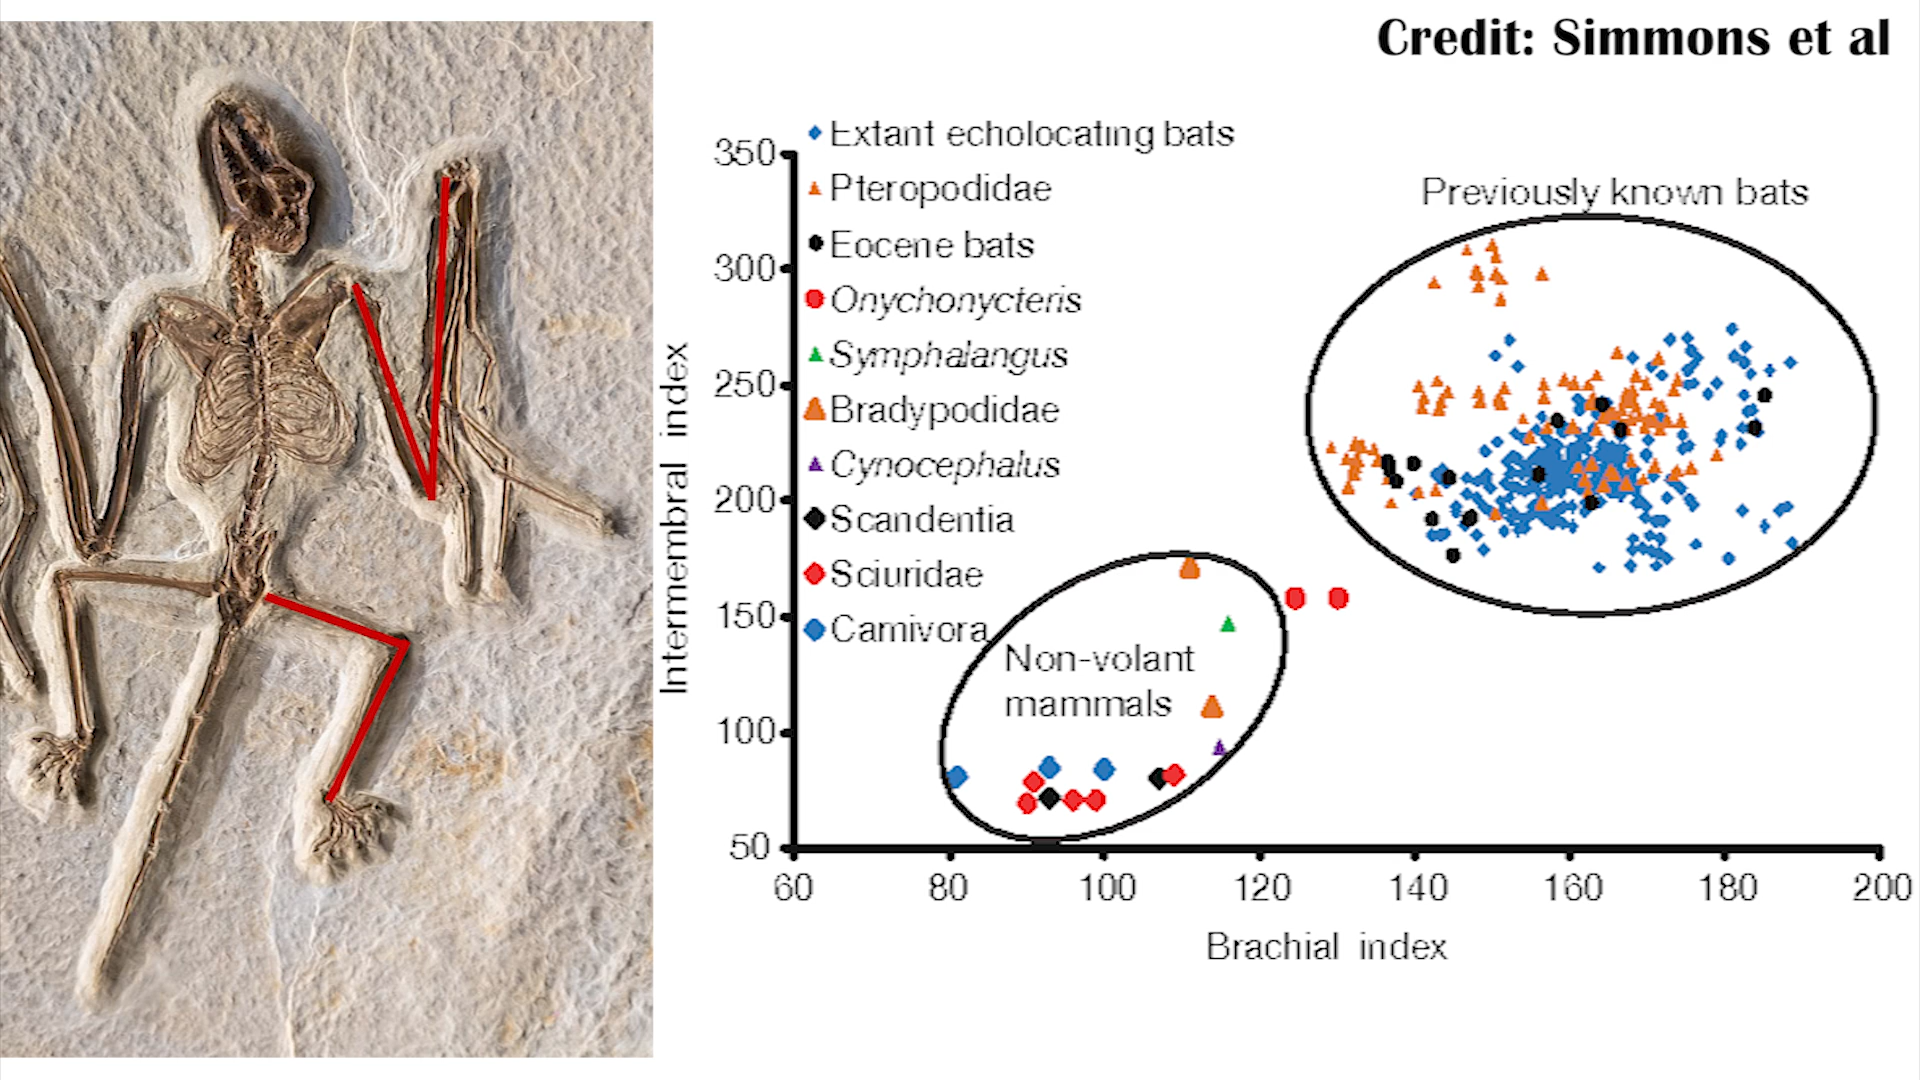 Credit: Simmons et al
Extant echolocating bats
Pteropodidae
Eocene bats
Onychonycteris
Symphalangus
Bradypodidae
Cynocephalus
Scandentia
Sciuridae
Carnivora
Previously known bats
Non-volant
mammals
Intermembral index
350
300
250
200
150
100
50
60 80 100 120 140 160 180 200
Brachial index